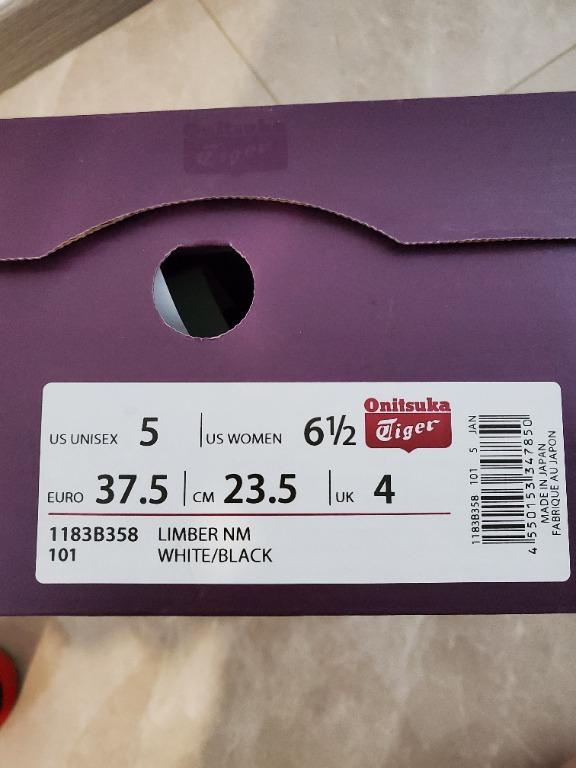 Onitsuka
Tiger
US UNISEX 5 US WOMEN 6½
Onitsuka
Tiger
EURO 37.5 CM 23.5 UK 4
1183B358 LIMBER NM
101 WHITE/BLACK
1183B358 101 5 JAN
4550153347850
MADE IN JAPAN
FABRIQUE AU JAPON